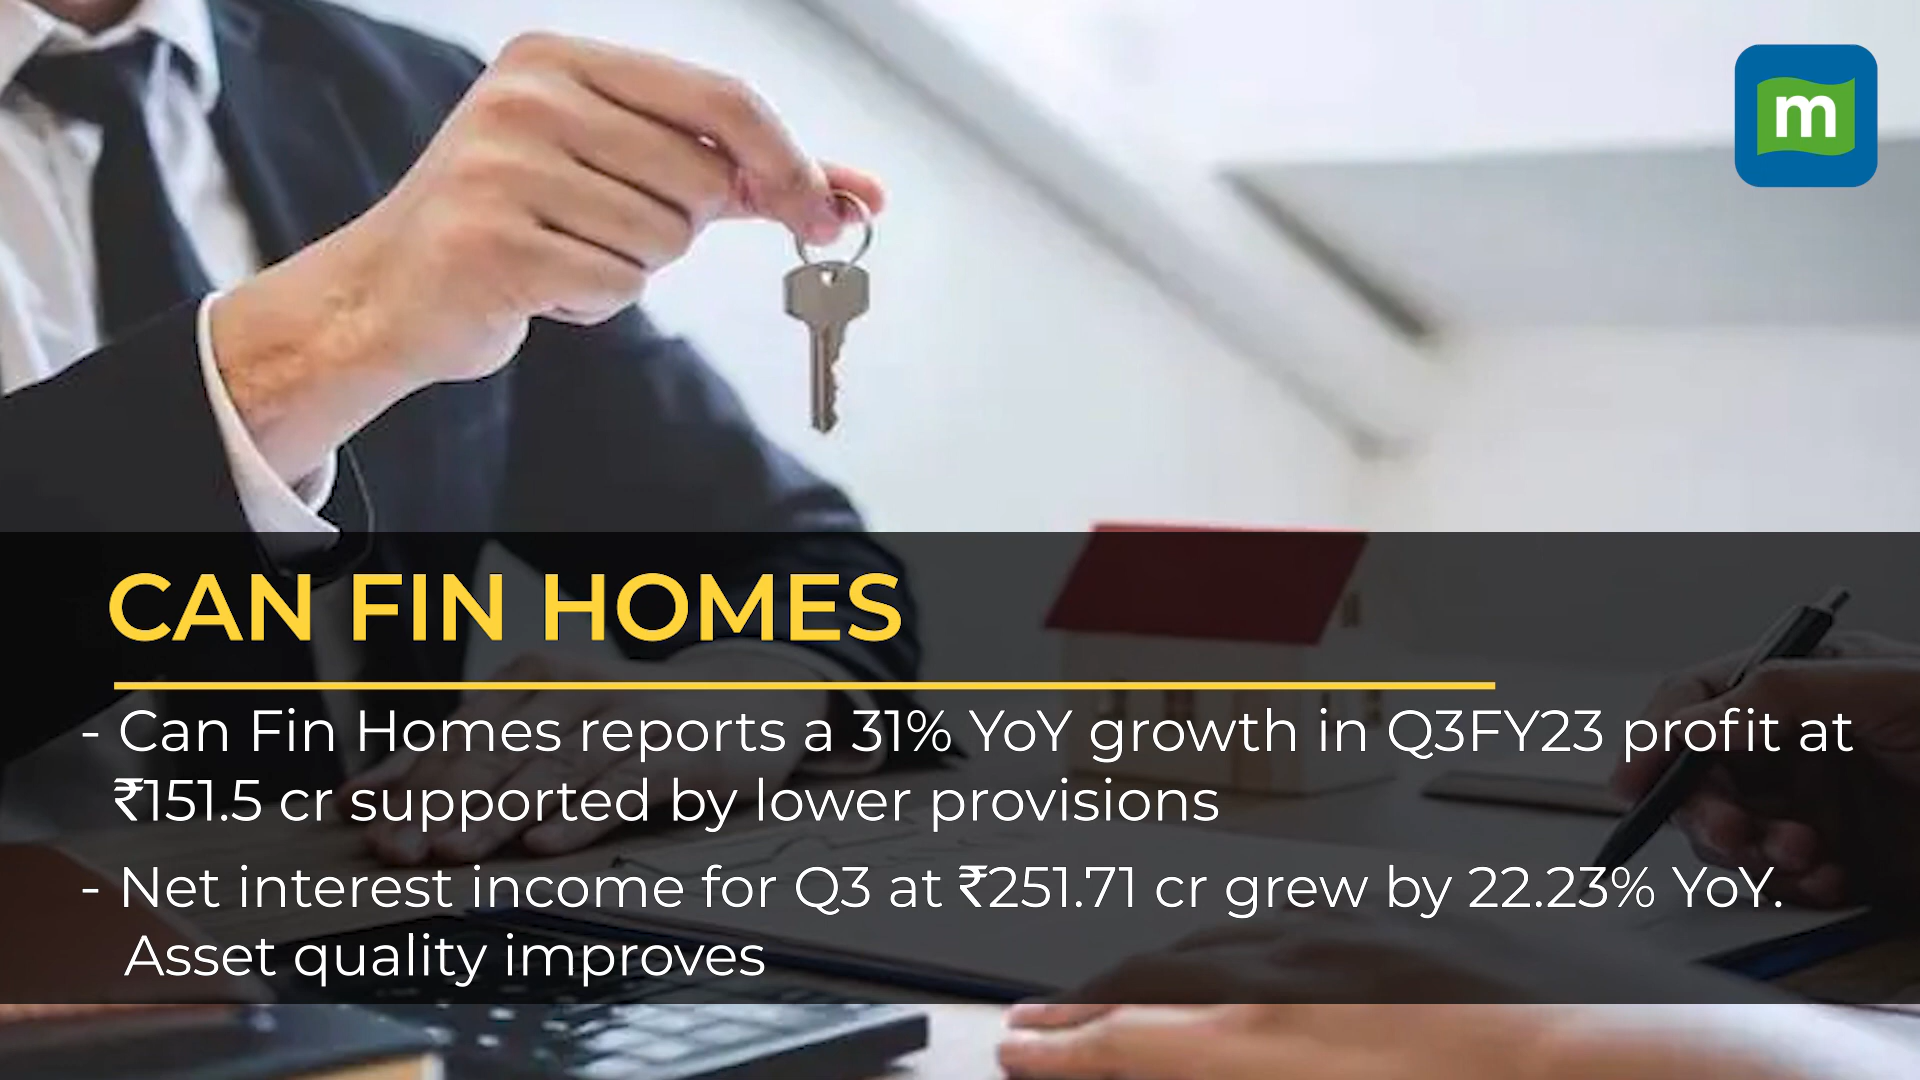 m
CAN FIN HOMES
- Can Fin Homes reports a 31% YoY growth in Q3FY23 profit at
₹151.5 cr supported by lower provisions
- Net interest income for Q3 at ₹251.71 cr grew by 22.23% YoY.
Asset quality improves